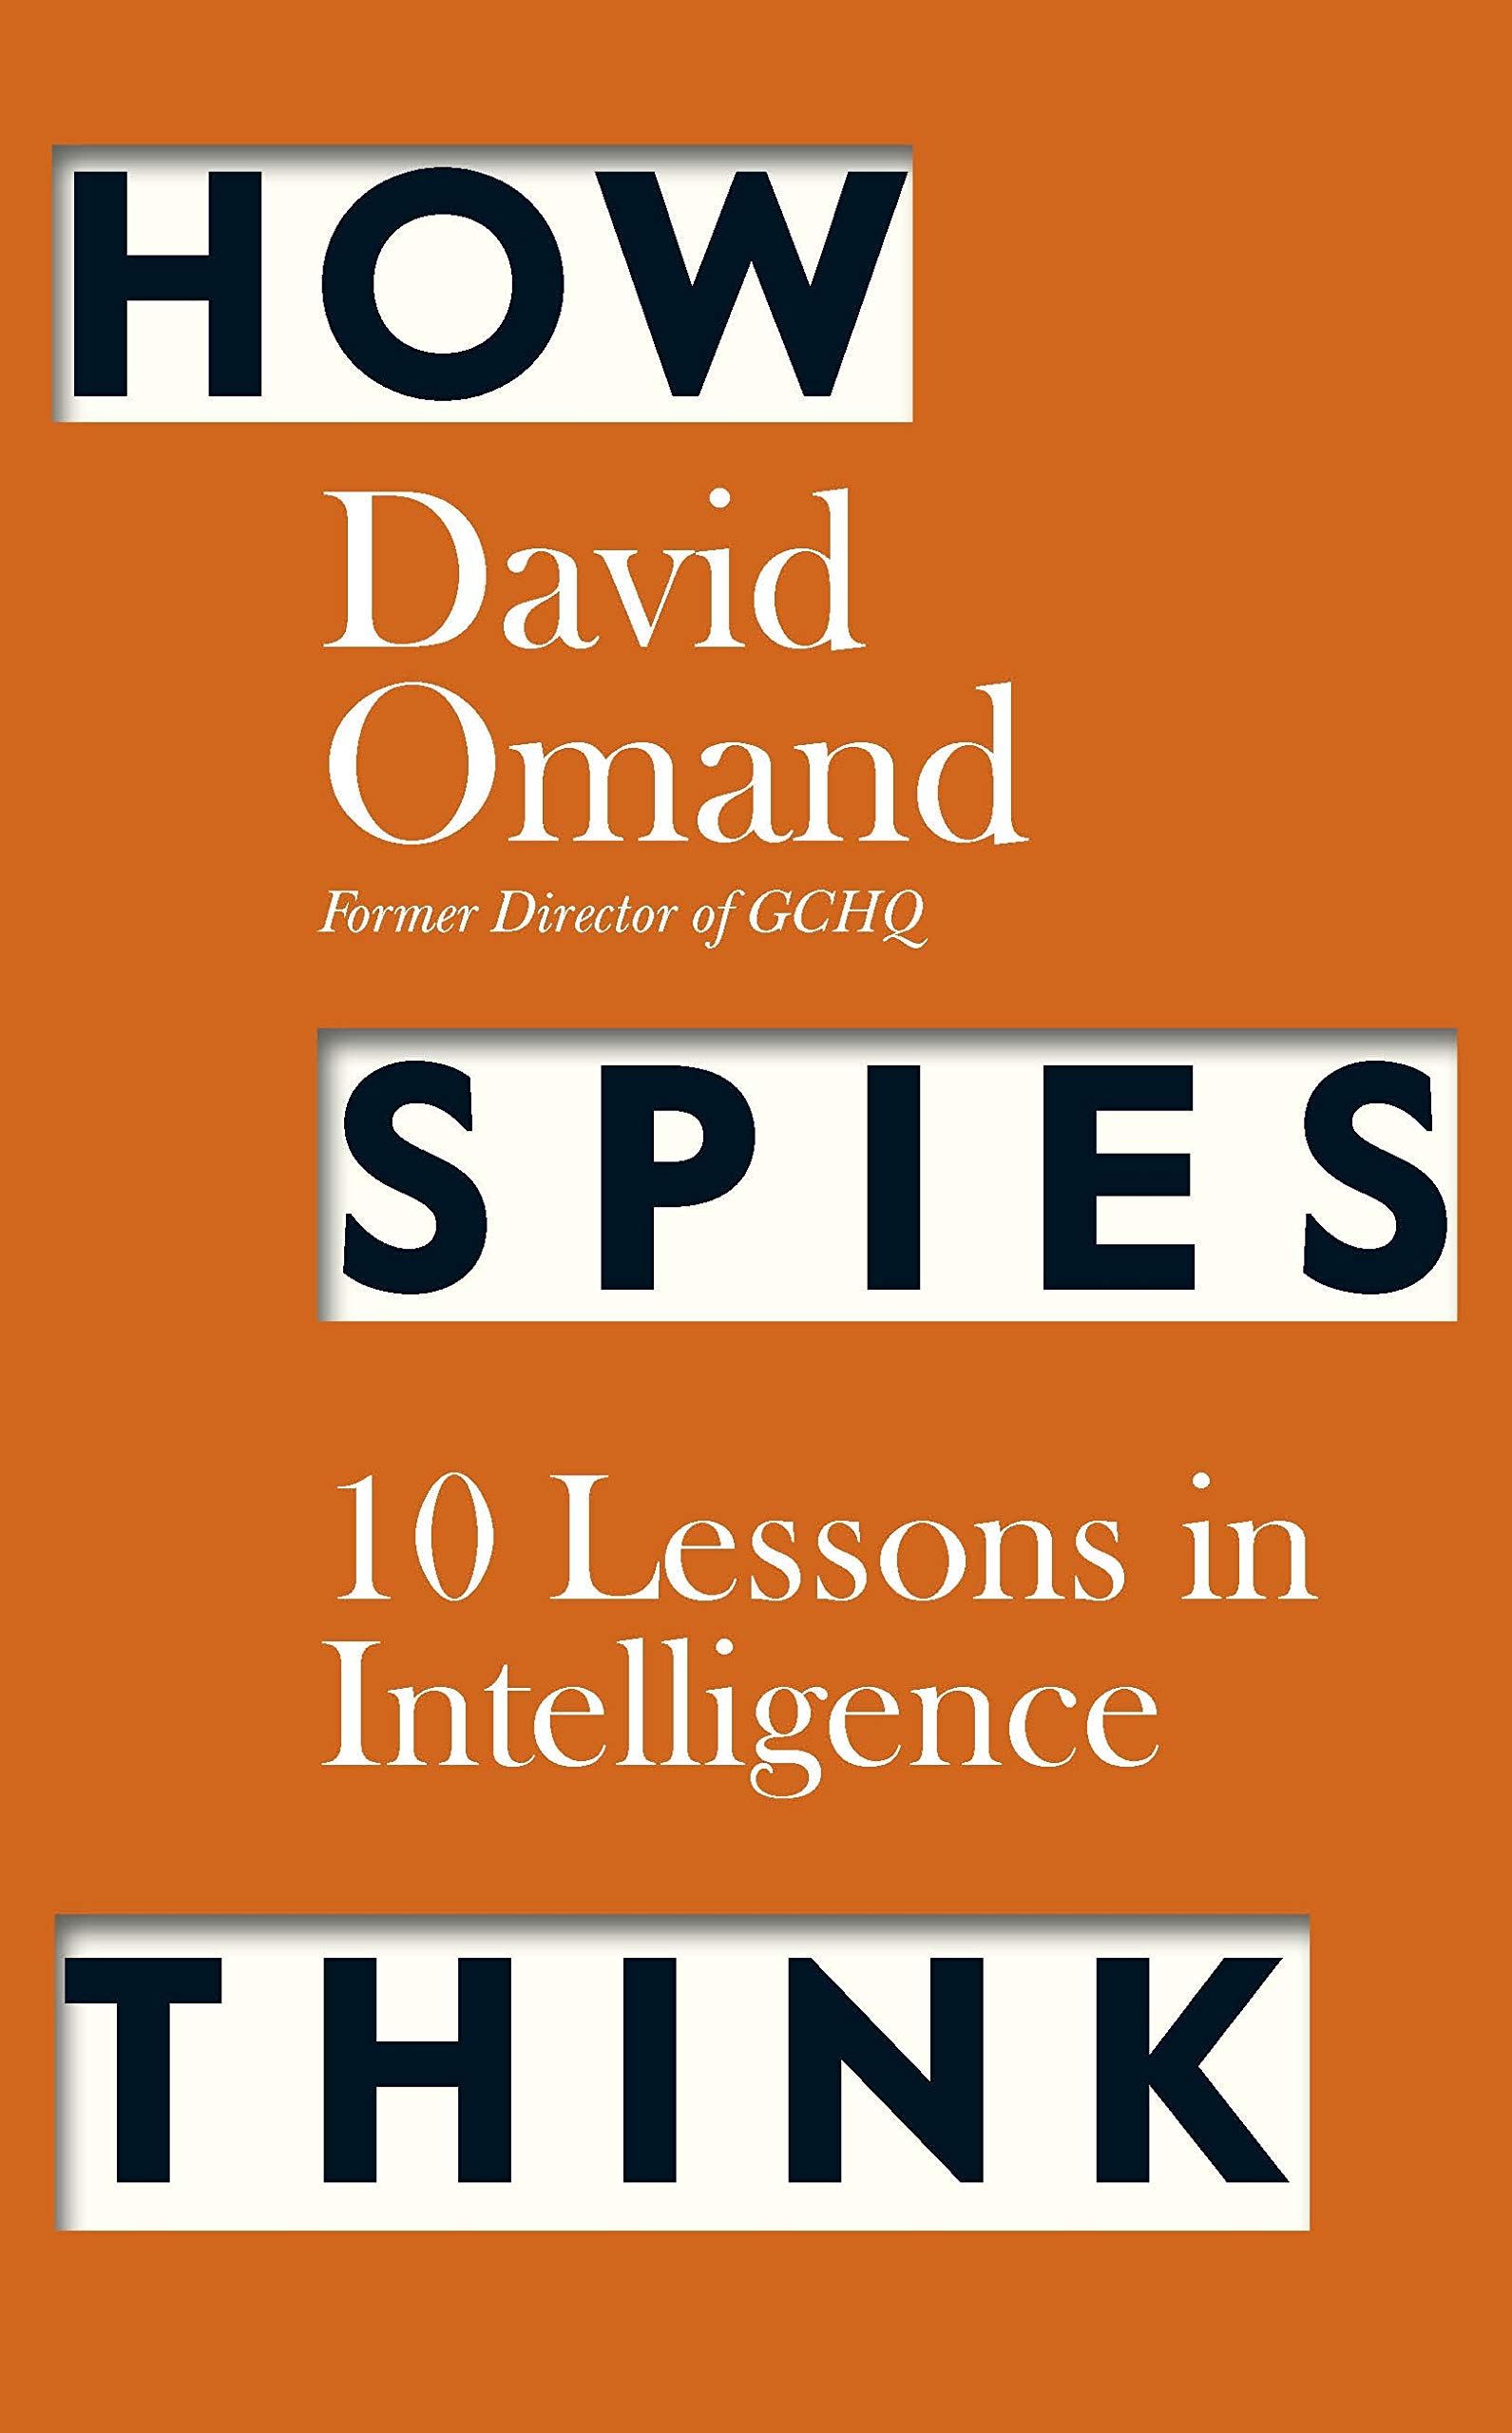 HOW
David
Omand
Former Director of GCHQ
SPIES
10 Lessons in
Intelligence
THINK